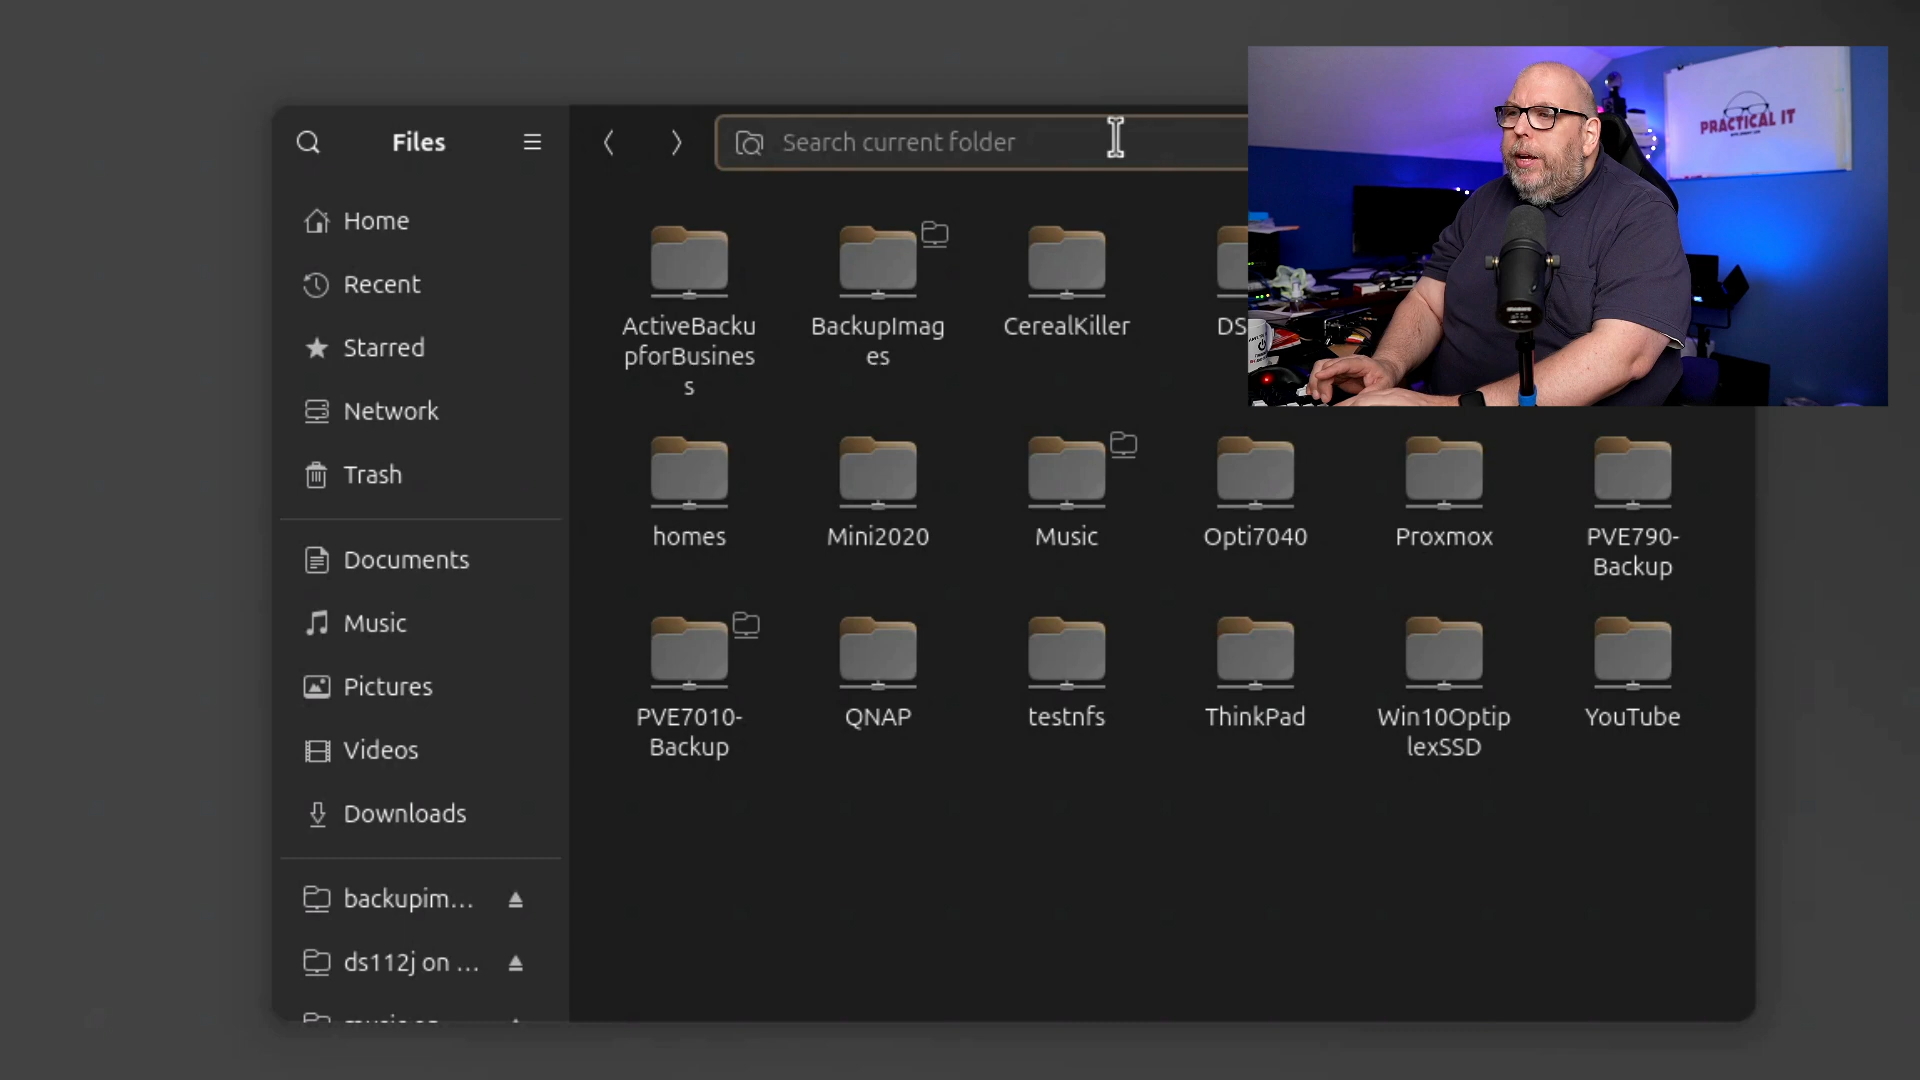 Files
Search current folder
PRACTICAL IT
Home
Recent
Starred
Network
Trash
Documents
Music
Pictures
Videos
Downloads
backupim...
ds112j on ...
ActiveBacku
pforBusines
s
BackupImag
es
CerealKiller
DS
homes
Mini2020
Music
Opti7040
Proxmox
PVE790-
Backup
PVE7010-
Backup
QNAP
testnfs
ThinkPad
Win10Optip
lexSSD
YouTube